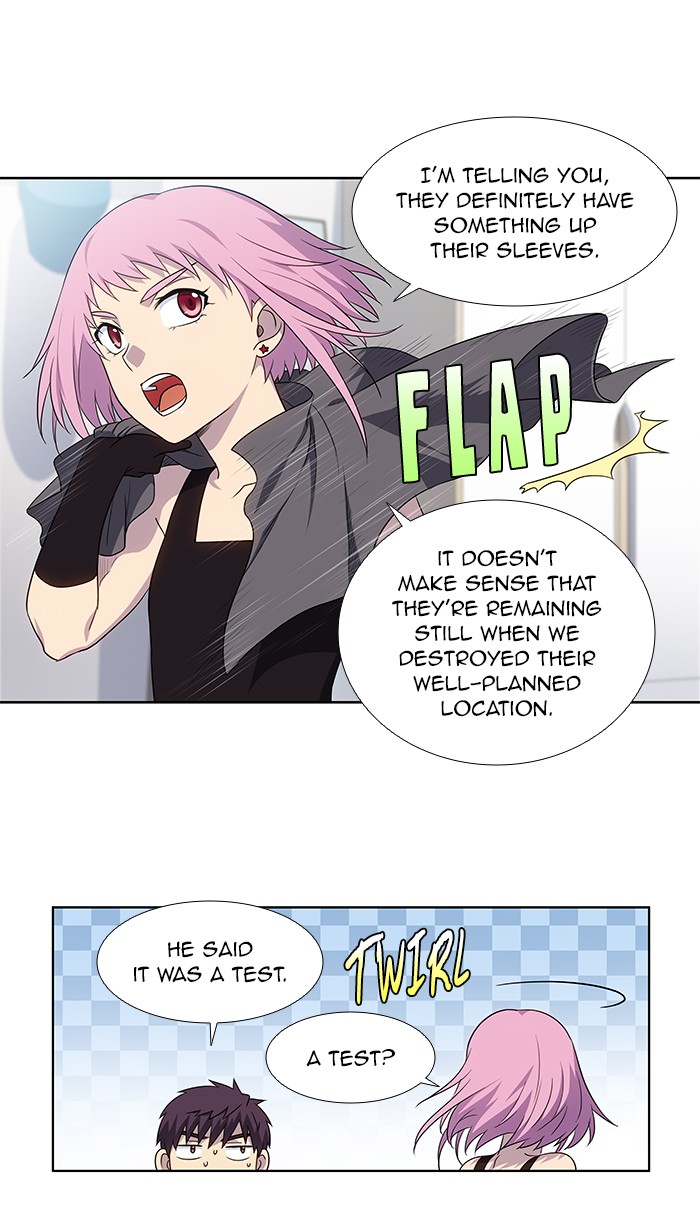 I'M TELLING YOU,
THEY DEFINITELY HAVE
SOMETHING UP
THEIR SLEEVES.
FLAP
IT DOESN'T
MAKE SENSE THAT
THEY'RE REMAINING
STILL WHEN WE
DESTROYED THEIR
WELL-PLANNED
LOCATION.
HE SAID
IT WAS A TEST.
TWIRL
A TEST?